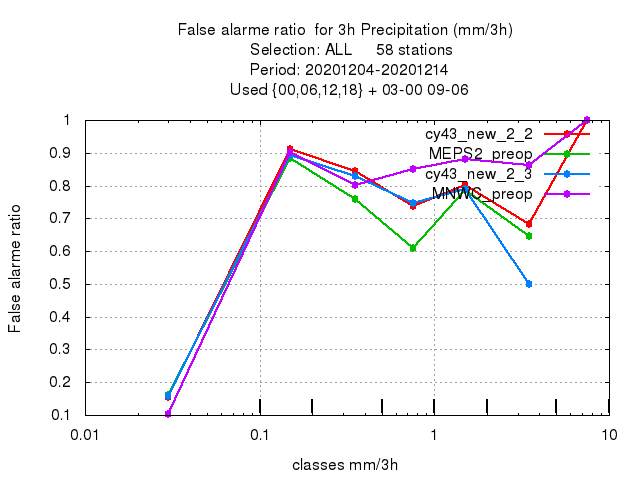 False alarme ratio  for 3h Precipitation (mm/3h)
Selection: ALL     58 stations
Period: 20201204-20201214
Used {00,06,12,18} + 03-00 09-06
cy43_new_2_2
MEPS2_preop
cy43_new_2_3
MNWS_preop
False alarme ratio
1
0.9
0.8
0.7
0.6
0.5
0.4
0.3
0.2
0.1
0.01
0.1
1
10
classes mm/3h